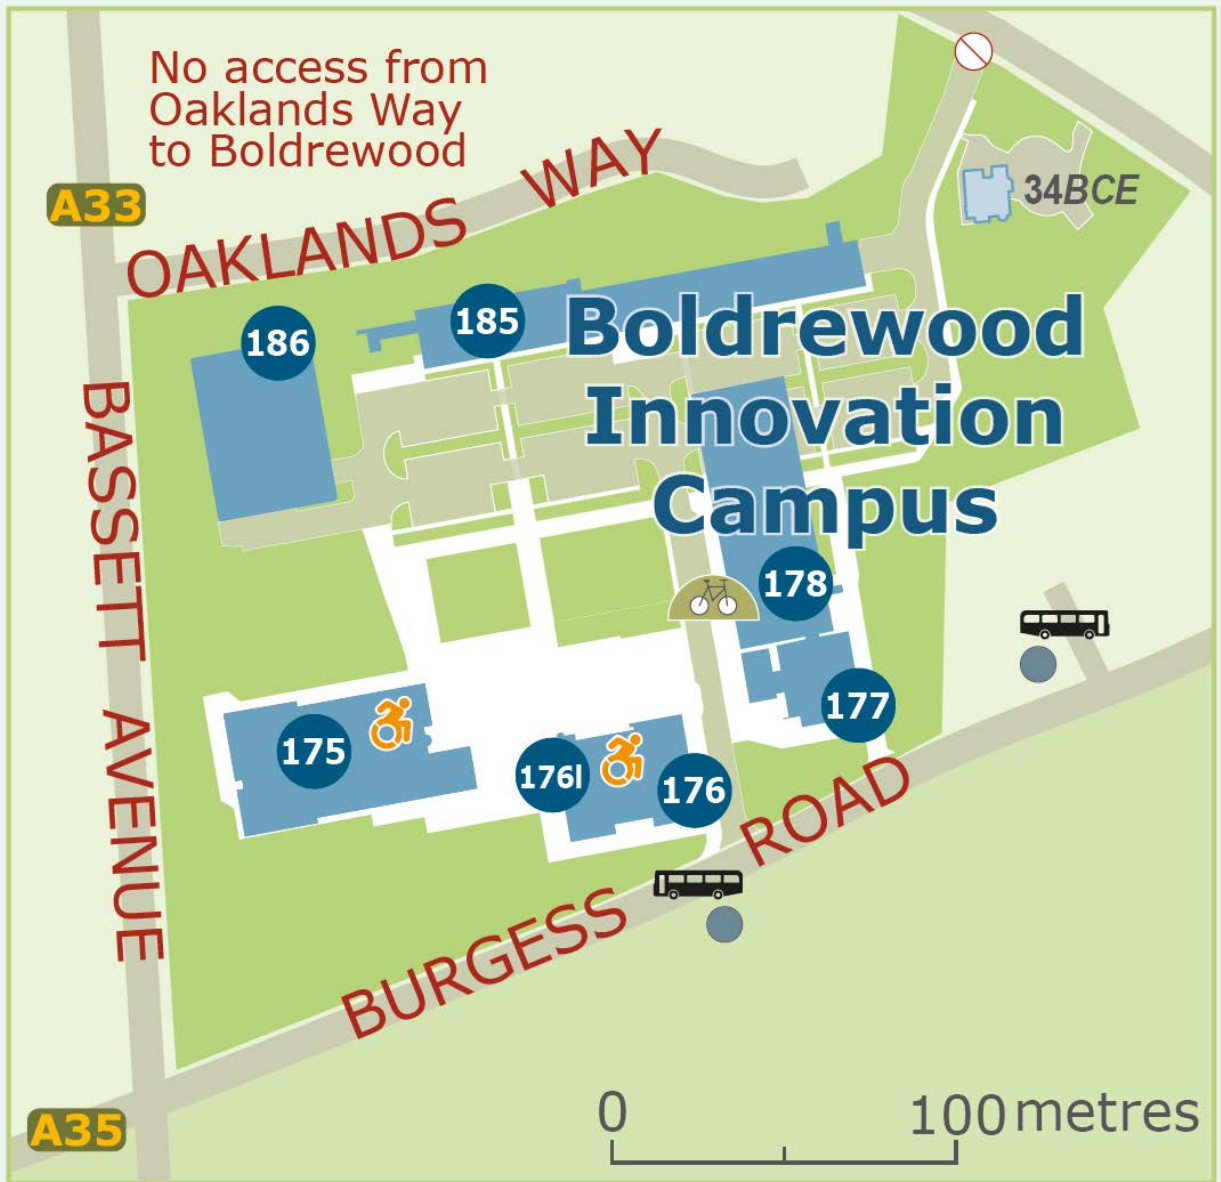 No access from
Oaklands Way
to Boldrewood
A33
OAKLANDS WAY
34BCE
186
185
Boldrewood
Innovation
Campus
BASSETT AVENUE
178
177
175
176I
176
BURGESS ROAD
A35
0
100 metres